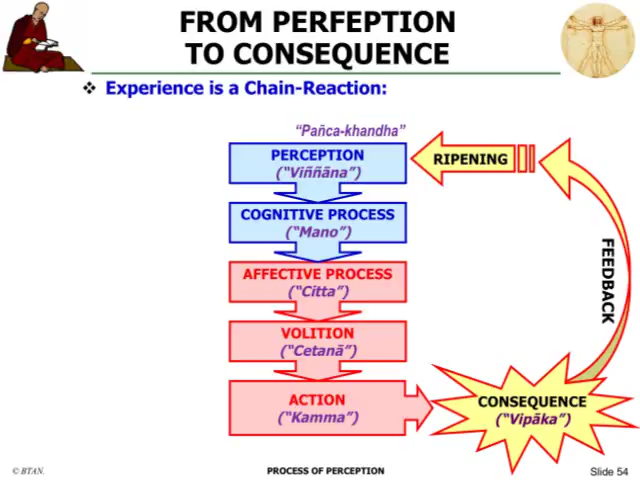 FROM PERFEPTION
TO CONSEQUENCE
❖ Experience is a Chain-Reaction:
“Pañca-khandha”
PERCEPTION
(“Viññāna”)
RIPENING
COGNITIVE PROCESS
(“Mano”)
AFFECTIVE PROCESS
(“Citta”)
FEEDBACK
VOLITION
(“Cetanā”)
ACTION
(“Kamma”)
CONSEQUENCE
(“Vipāka”)
© BTAN.
PROCESS OF PERCEPTION
Slide 54